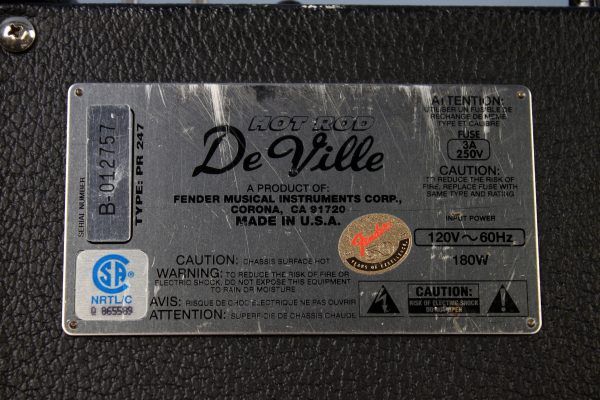 SERIAL NUMBER
B-012757
TYPE: PR 247
HOT ROD
DeVille
A PRODUCT OF:
FENDER MUSICAL INSTRUMENTS CORP.,
CORONA, CA 91720
MADE IN U.S.A.
ATTENTION:
UTILISER UN FUSIBLE DE
RECHANGE DE MEME
TYPE ET CALIBRE
FUSE
3A
250V
CAUTION:
TO REDUCE THE RISK OF
FIRE, REPLACE FUSE WITH
SAME TYPE AND RATING
INPUT POWER
120V~60Hz
180W
Fender
YEARS OF EXCELLENCE
NRTL/C
Q 865589
CAUTION: CHASSIS SURFACE HOT
WARNING: TO REDUCE THE RISK OF FIRE OR
ELECTRIC SHOCK, DO NOT EXPOSE THIS EQUIPMENT
TO RAIN OR MOISTURE
AVIS: RISQUE DE CHOC ELECTRIQUE NE PAS OUVRIR
ATTENTION: SUPERFICIE DE CHASSIS CHAUDE
CAUTION:
RISK OF ELECTRIC SHOCK
DO NOT OPEN